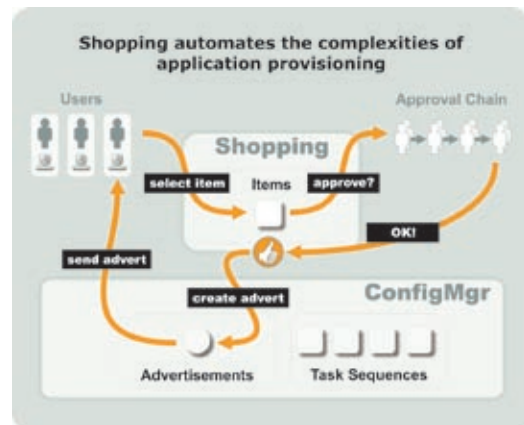 Shopping automates the complexities of
application provisioning
Users
Approval Chain
Shopping
select item
Items
approve?
OK!
send advert
create advert
ConfigMgr
Advertisements
Task Sequences